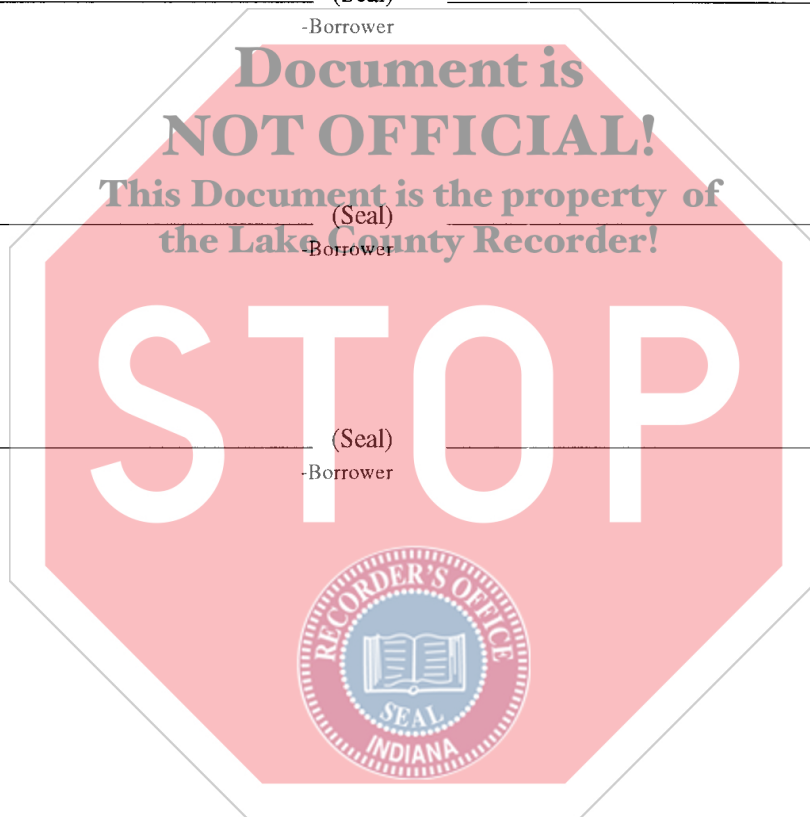 (Seal)
-Borrower
Document is
NOT OFFICIAL!
This Document is the property of
(Seal)
the Lake County Recorder!
-Borrower
STOP
(Seal)
-Borrower
RECORDER'S OFFICE
SEAL
INDIANA